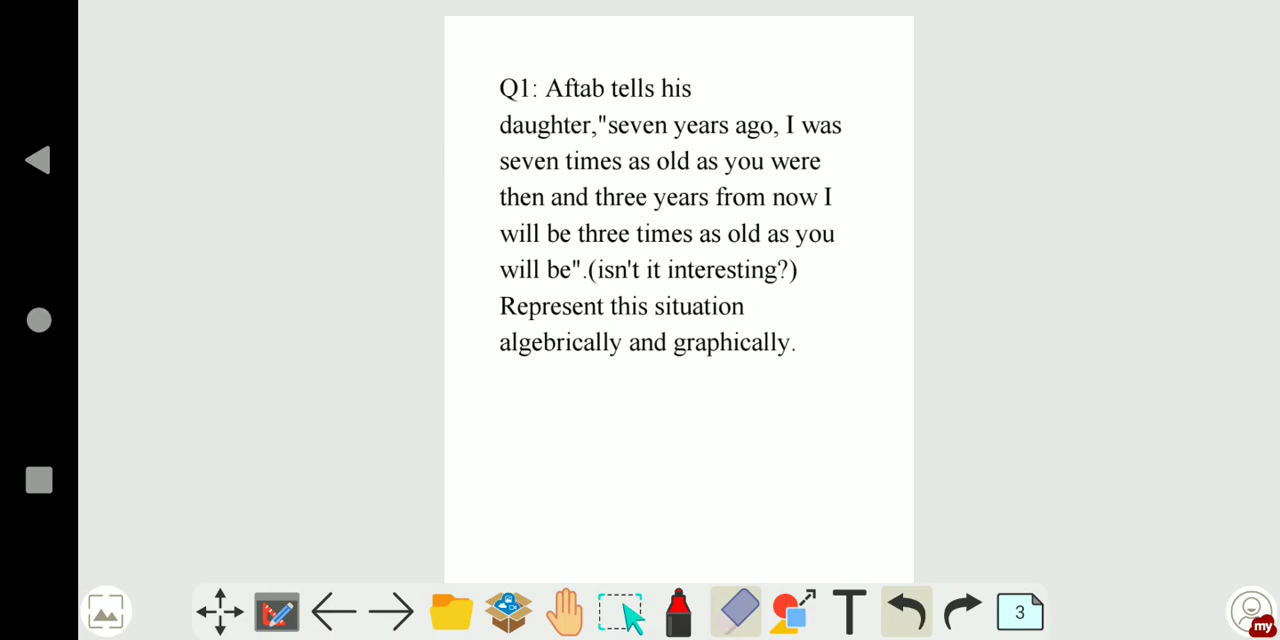 Q1: Aftab tells his
daughter,"seven years ago, I was
seven times as old as you were
then and three years from now I
will be three times as old as you
will be".(isn't it interesting?)
Represent this situation
algebrically and graphically.
T
3
my